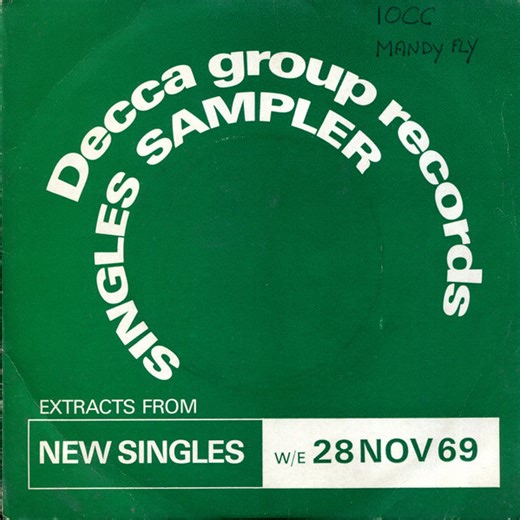 10CC
MANDY FLY
Decca group records
SINGLES SAMPLER
EXTRACTS FROM
NEW SINGLES W/E 28 NOV 69